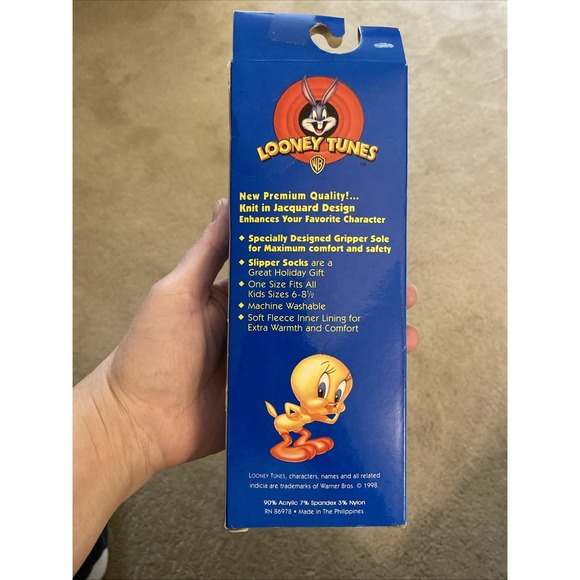 LOONEY TUNES
WB
TM
New Premium Quality!...
Knit in Jacquard Design
Enhances Your Favorite Character
◆ Specially Designed Gripper Sole
for Maximum comfort and safety
◆ Slipper Socks are a
Great Holiday Gift
◆ One Size Fits All
Kids Sizes 6-8½
◆ Machine Washable
◆ Soft Fleece Inner Lining for
Extra Warmth and Comfort
LOONEY TUNES, characters, names and all related
indicia are trademarks of Warner Bros. © 1998.
90% Acrylic 7% Spandex 3% Nylon
RN 86978 • Made in The Philippines